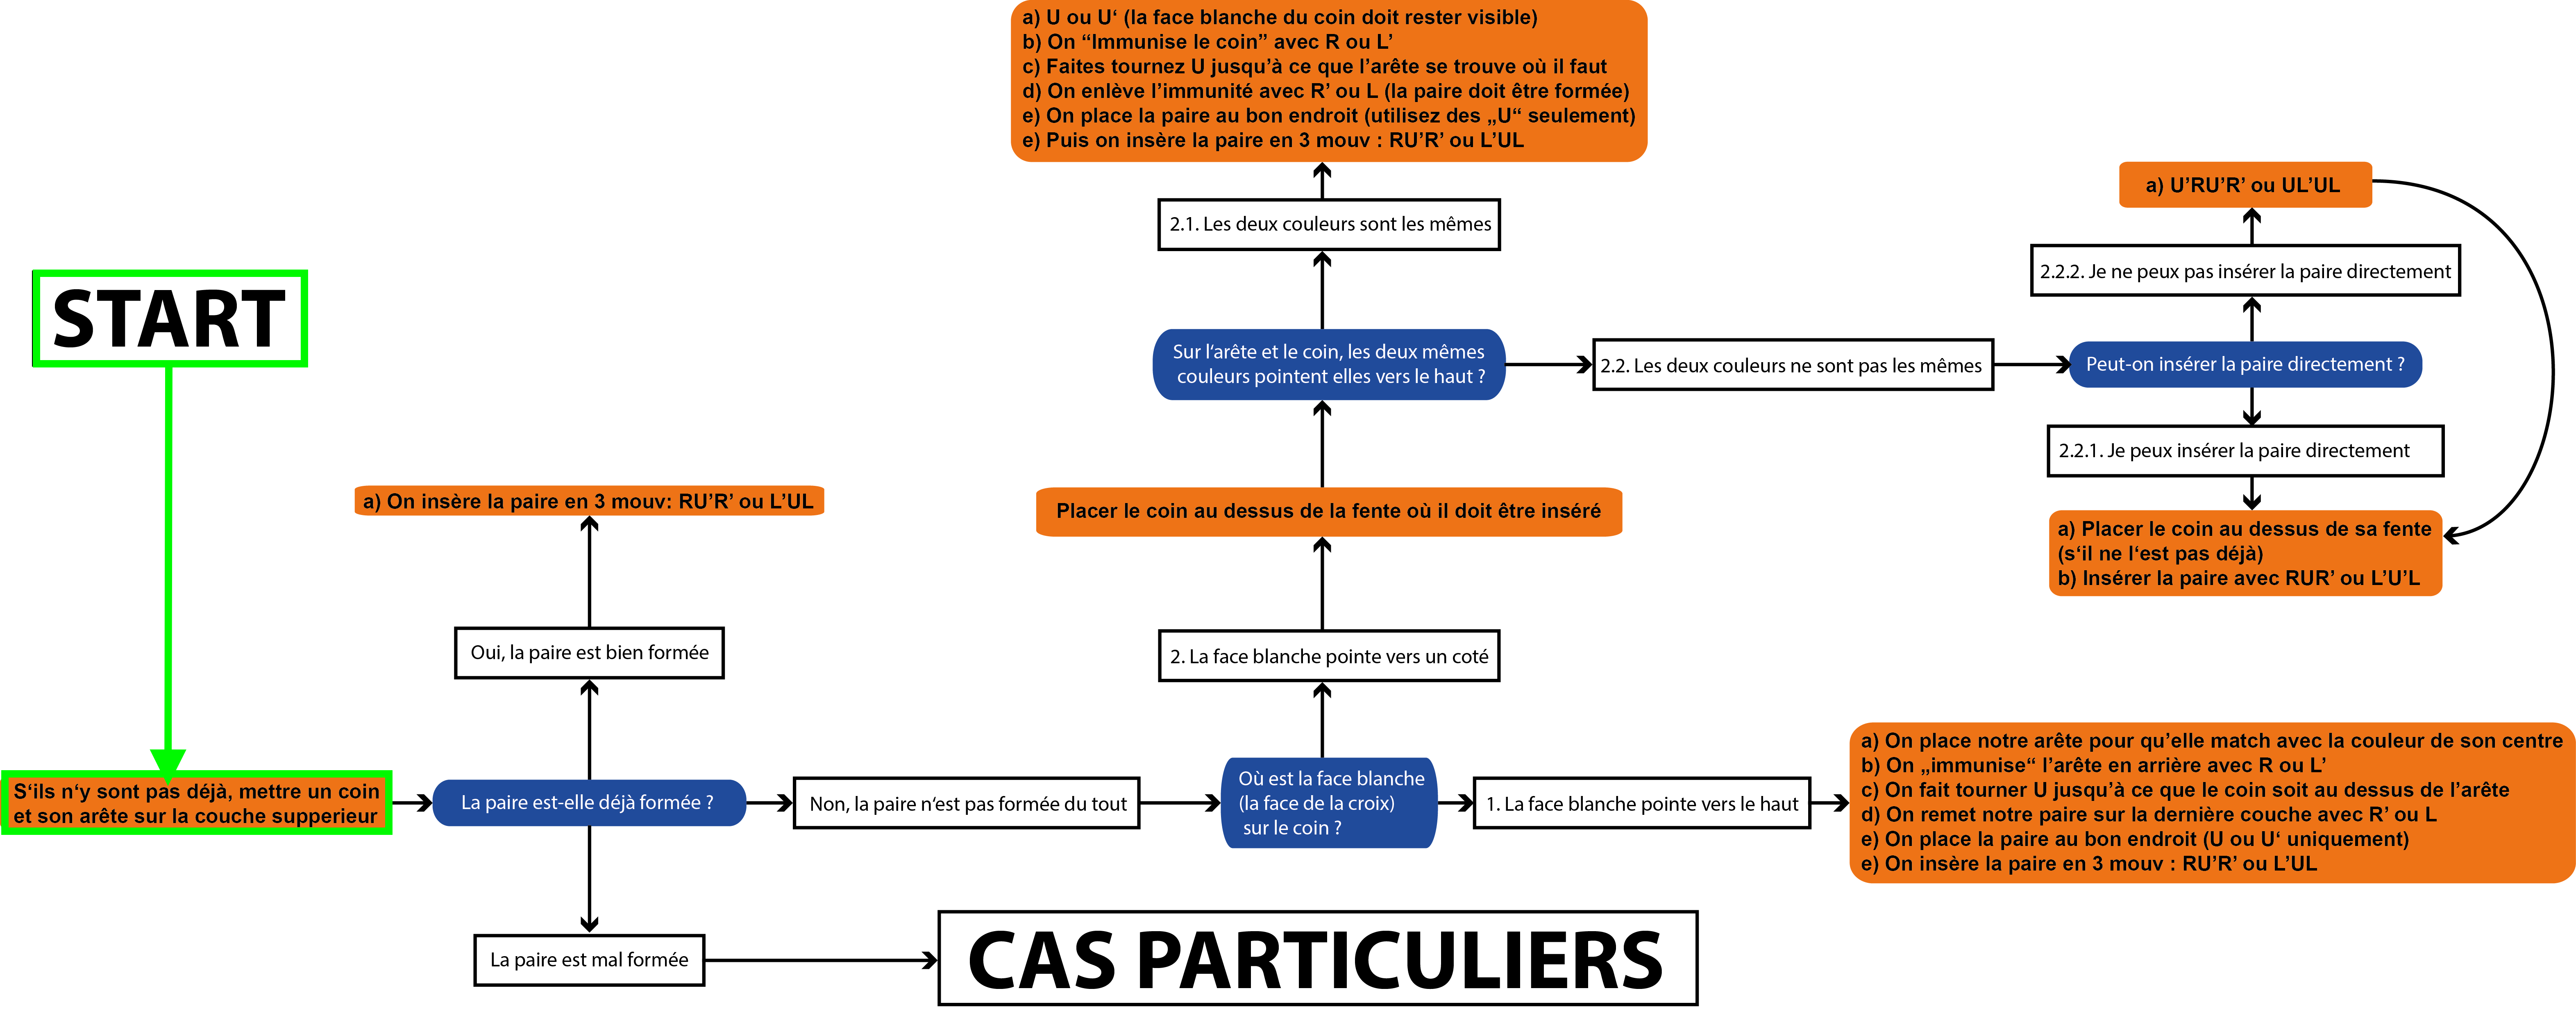 START
S‘ils n‘y sont pas déjà, mettre un coin
et son arête sur la couche supperieur
La paire est-elle déjà formée ?
Oui, la paire est bien formée
a) On insère la paire en 3 mouv: RU’R’ ou L’UL
La paire est mal formée
CAS PARTICULIERS
Non, la paire n‘est pas formée du tout
Où est la face blanche
(la face de la croix)
sur le coin ?
1. La face blanche pointe vers le haut
a) On place notre arête pour qu’elle match avec la couleur de son centre
b) On „immunise“ l’arête en arrière avec R ou L’
c) On fait tourner U jusqu’à ce que le coin soit au dessus de l’arête
d) On remet notre paire sur la dernière couche avec R’ ou L
e) On place la paire au bon endroit (U ou U‘ uniquement)
e) On insère la paire en 3 mouv : RU’R’ ou L’UL
2. La face blanche pointe vers un coté
Placer le coin au dessus de la fente où il doit être inséré
Sur l‘arête et le coin, les deux mêmes
couleurs pointent elles vers le haut ?
2.1. Les deux couleurs sont les mêmes
a) U ou U‘ (la face blanche du coin doit rester visible)
b) On “Immunise le coin” avec R ou L’
c) Faites tournez U jusqu’à ce que l’arête se trouve où il faut
d) On enlève l’immunité avec R’ ou L (la paire doit être formée)
e) On place la paire au bon endroit (utilisez des „U“ seulement)
e) Puis on insère la paire en 3 mouv : RU’R’ ou L’UL
2.2. Les deux couleurs ne sont pas les mêmes
Peut-on insérer la paire directement ?
2.2.2. Je ne peux pas insérer la paire directement
a) U’RU’R’ ou UL’UL
2.2.1. Je peux insérer la paire directement
a) Placer le coin au dessus de sa fente
(s‘il ne l‘est pas déjà)
b) Insérer la paire avec RUR’ ou L’U’L